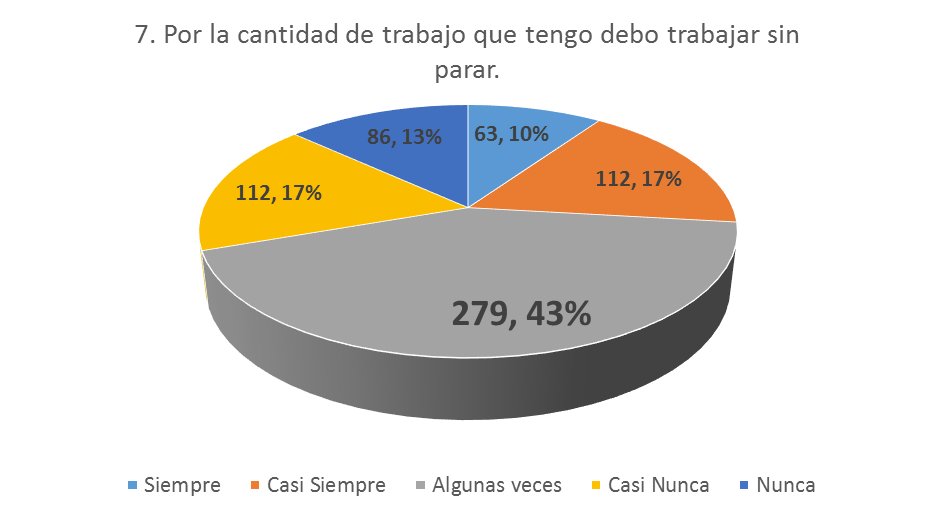 7. Por la cantidad de trabajo que tengo debo trabajar sin
parar.
86, 13%
63, 10%
112, 17%
112, 17%
279, 43%
Siempre
Casi Siempre
Algunas veces
Casi Nunca
Nunca